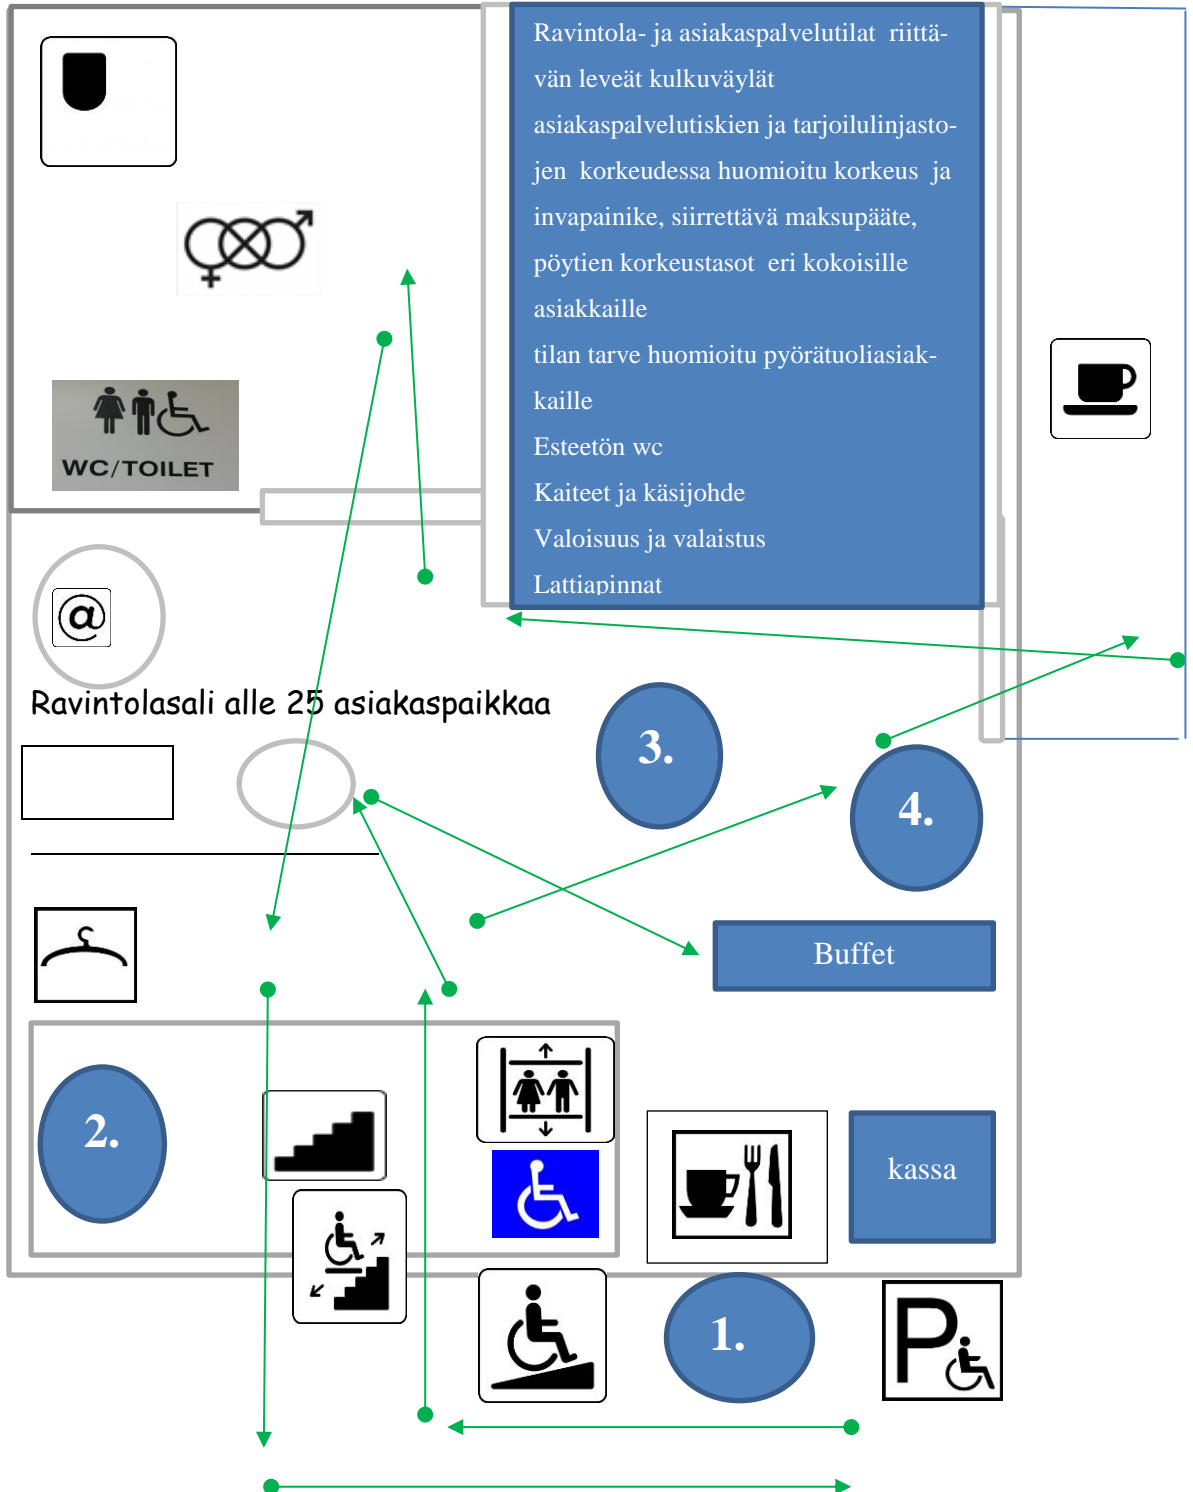 Ravintola- ja asiakaspalvelutilat riittä-
vän leveät kulkuväylät
asiakaspalvelutiskien ja tarjoilulinjasto-
jen korkeudessa huomioitu korkeus ja
invapainike, siirrettävä maksupääte,
pöytien korkeustasot eri kokoisille
asiakkaille
tilan tarve huomioitu pyörätuoliasiak-
kaille
Esteetön wc
Kaiteet ja käsijohde
Valoisuus ja valaistus
Lattiapinnat
WC/TOILET
@
Ravintolasali alle 25 asiakaspaikkaa
3.
4.
Buffet
2.
kassa
1.
P